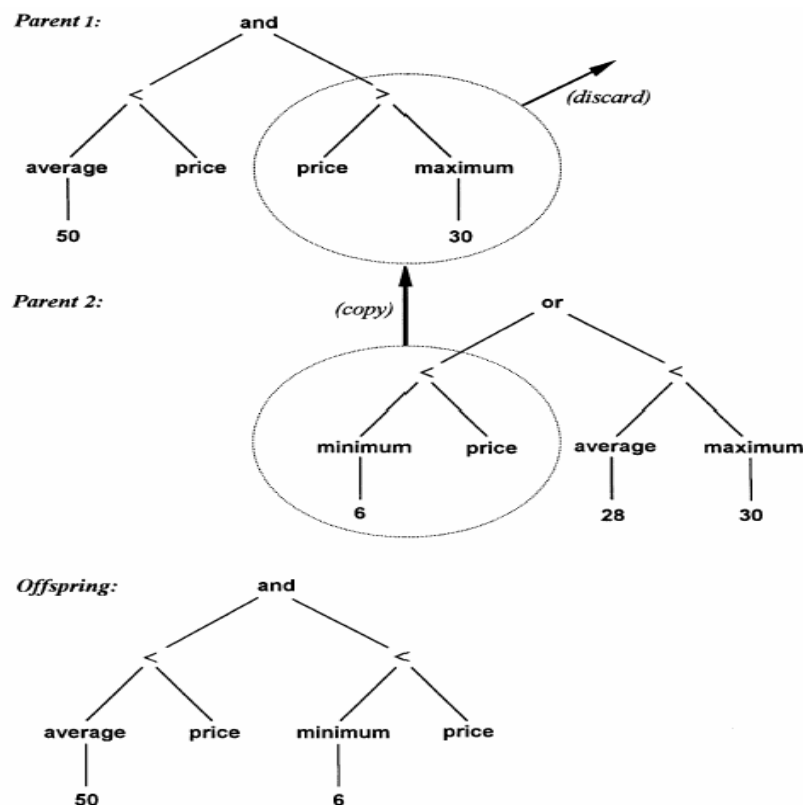 Parent 1: and
< >
(discard)
average price price maximum
50 30
Parent 2: (copy) or
< <
minimum price average maximum
6 28 30
Offspring: and
< <
average price minimum price
50 6